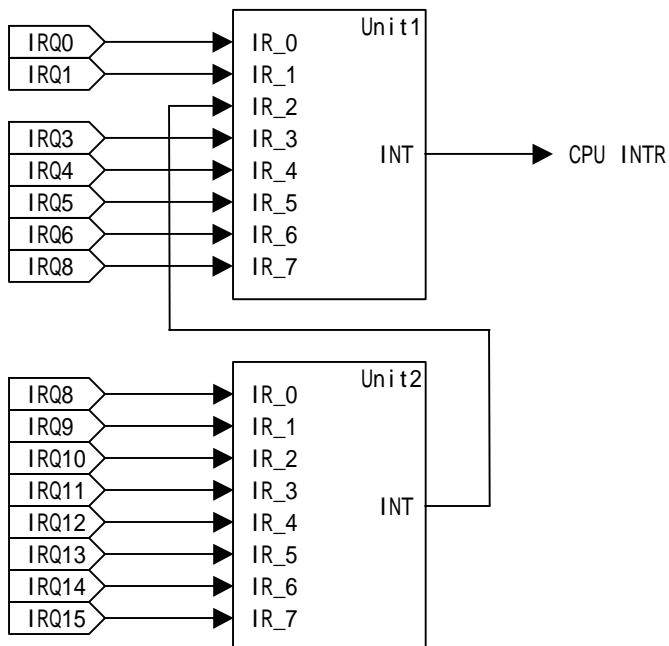 Unit1
IRQ0 IR_0
IRQ1 IR_1
IR_2
IRQ3 IR_3
IRQ4 IR_4 INT CPU INTR
IRQ5 IR_5
IRQ6 IR_6
IRQ8 IR_7
Unit2
IRQ8 IR_0
IRQ9 IR_1
IRQ10 IR_2
IRQ11 IR_3
IRQ12 IR_4 INT
IRQ13 IR_5
IRQ14 IR_6
IRQ15 IR_7